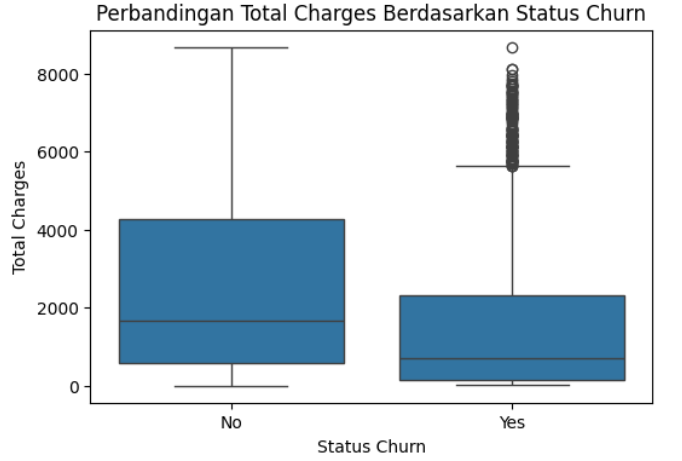 Perbandingan Total Charges Berdasarkan Status Churn
Total Charges
8000
6000
4000
2000
0
No
Yes
Status Churn